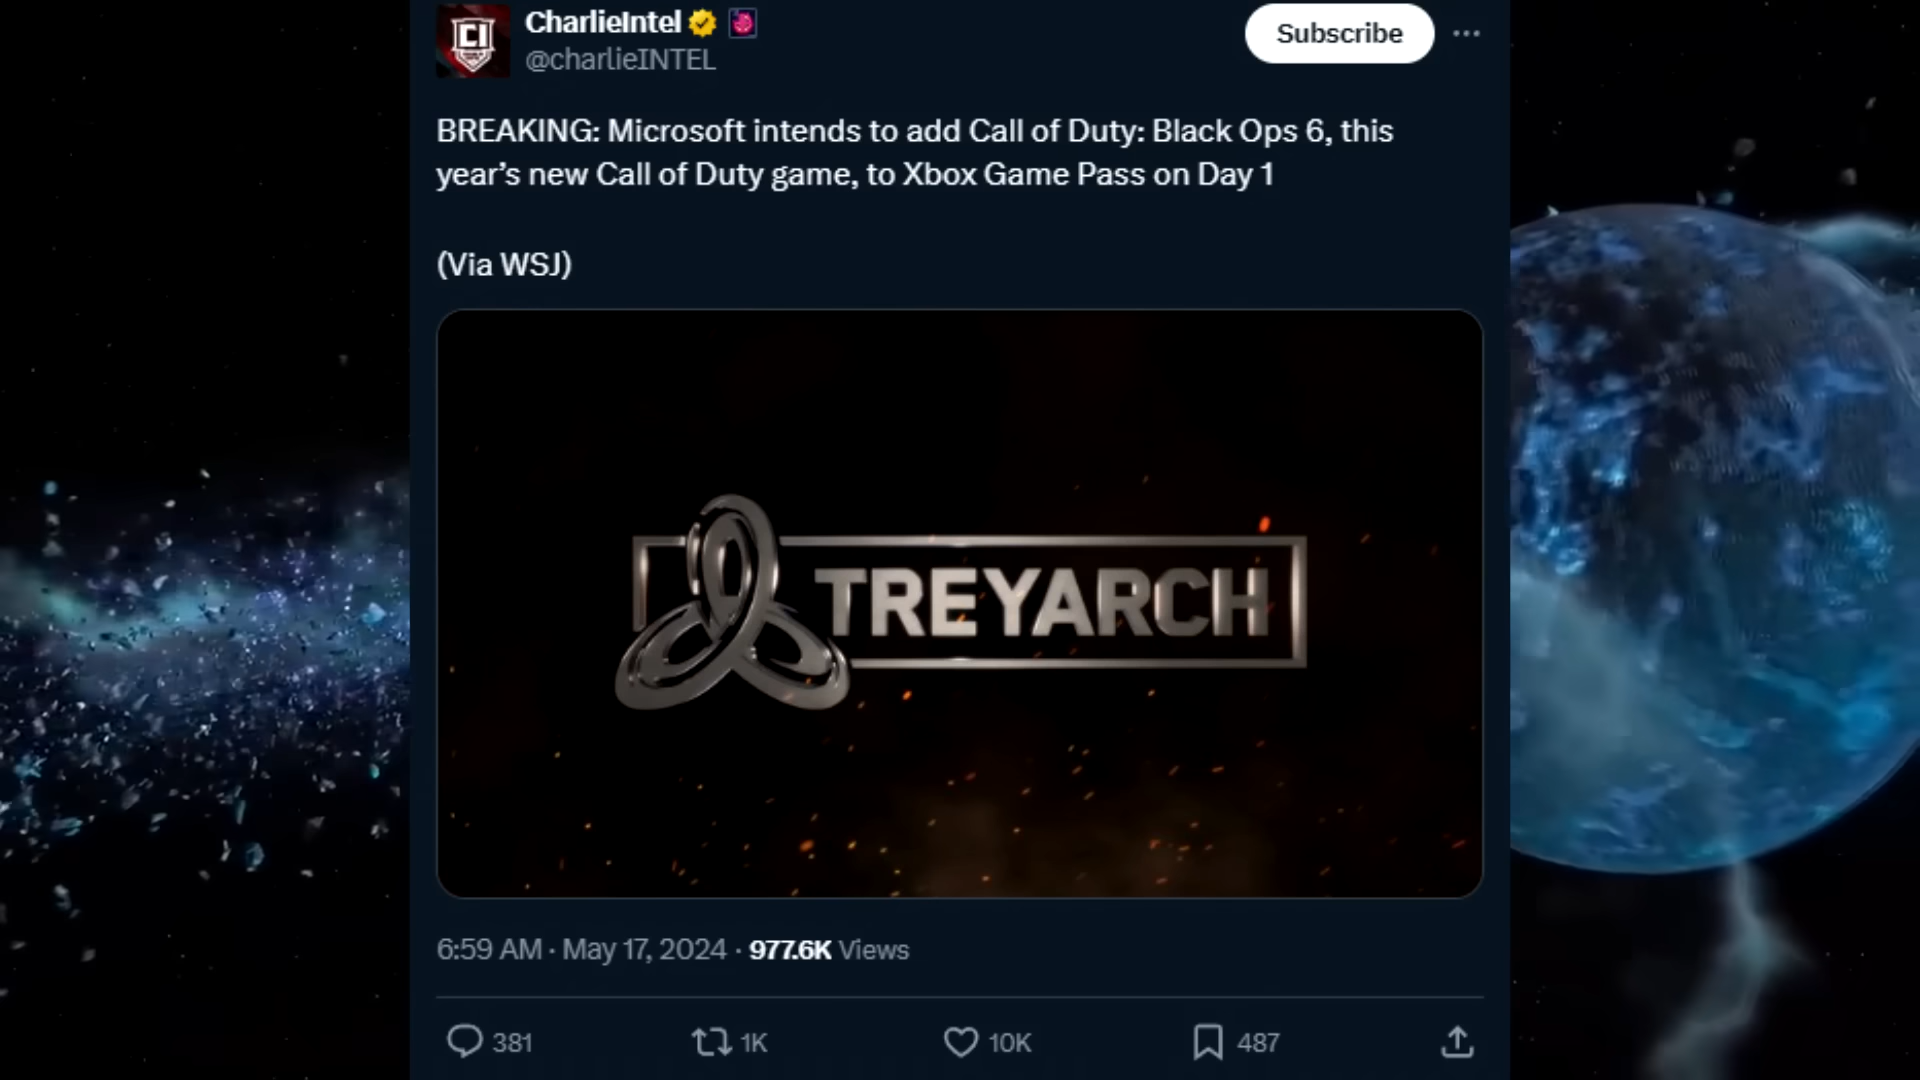 CharlieIntel
@charlieINTEL
Subscribe
BREAKING: Microsoft intends to add Call of Duty: Black Ops 6, this
year’s new Call of Duty game, to Xbox Game Pass on Day 1
(Via WSJ)
TREYARCH
6:59 AM · May 17, 2024 · 977.6K Views
381 1K 10K 487
CI